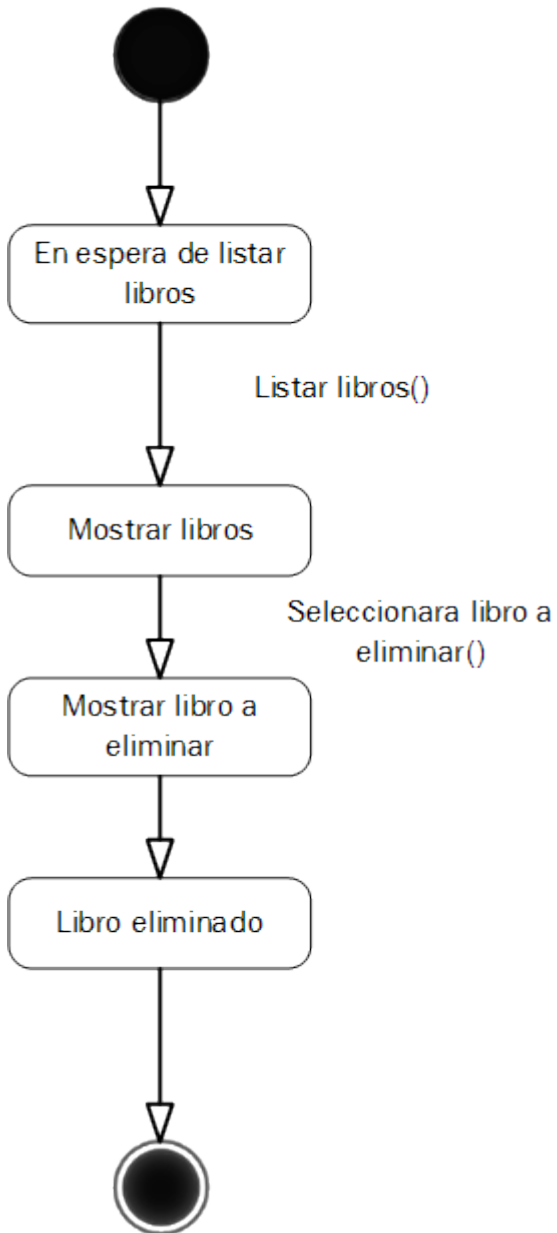 En espera de listar
libros
Listar libros()
Mostrar libros
Seleccionara libro a
eliminar()
Mostrar libro a
eliminar
Libro eliminado